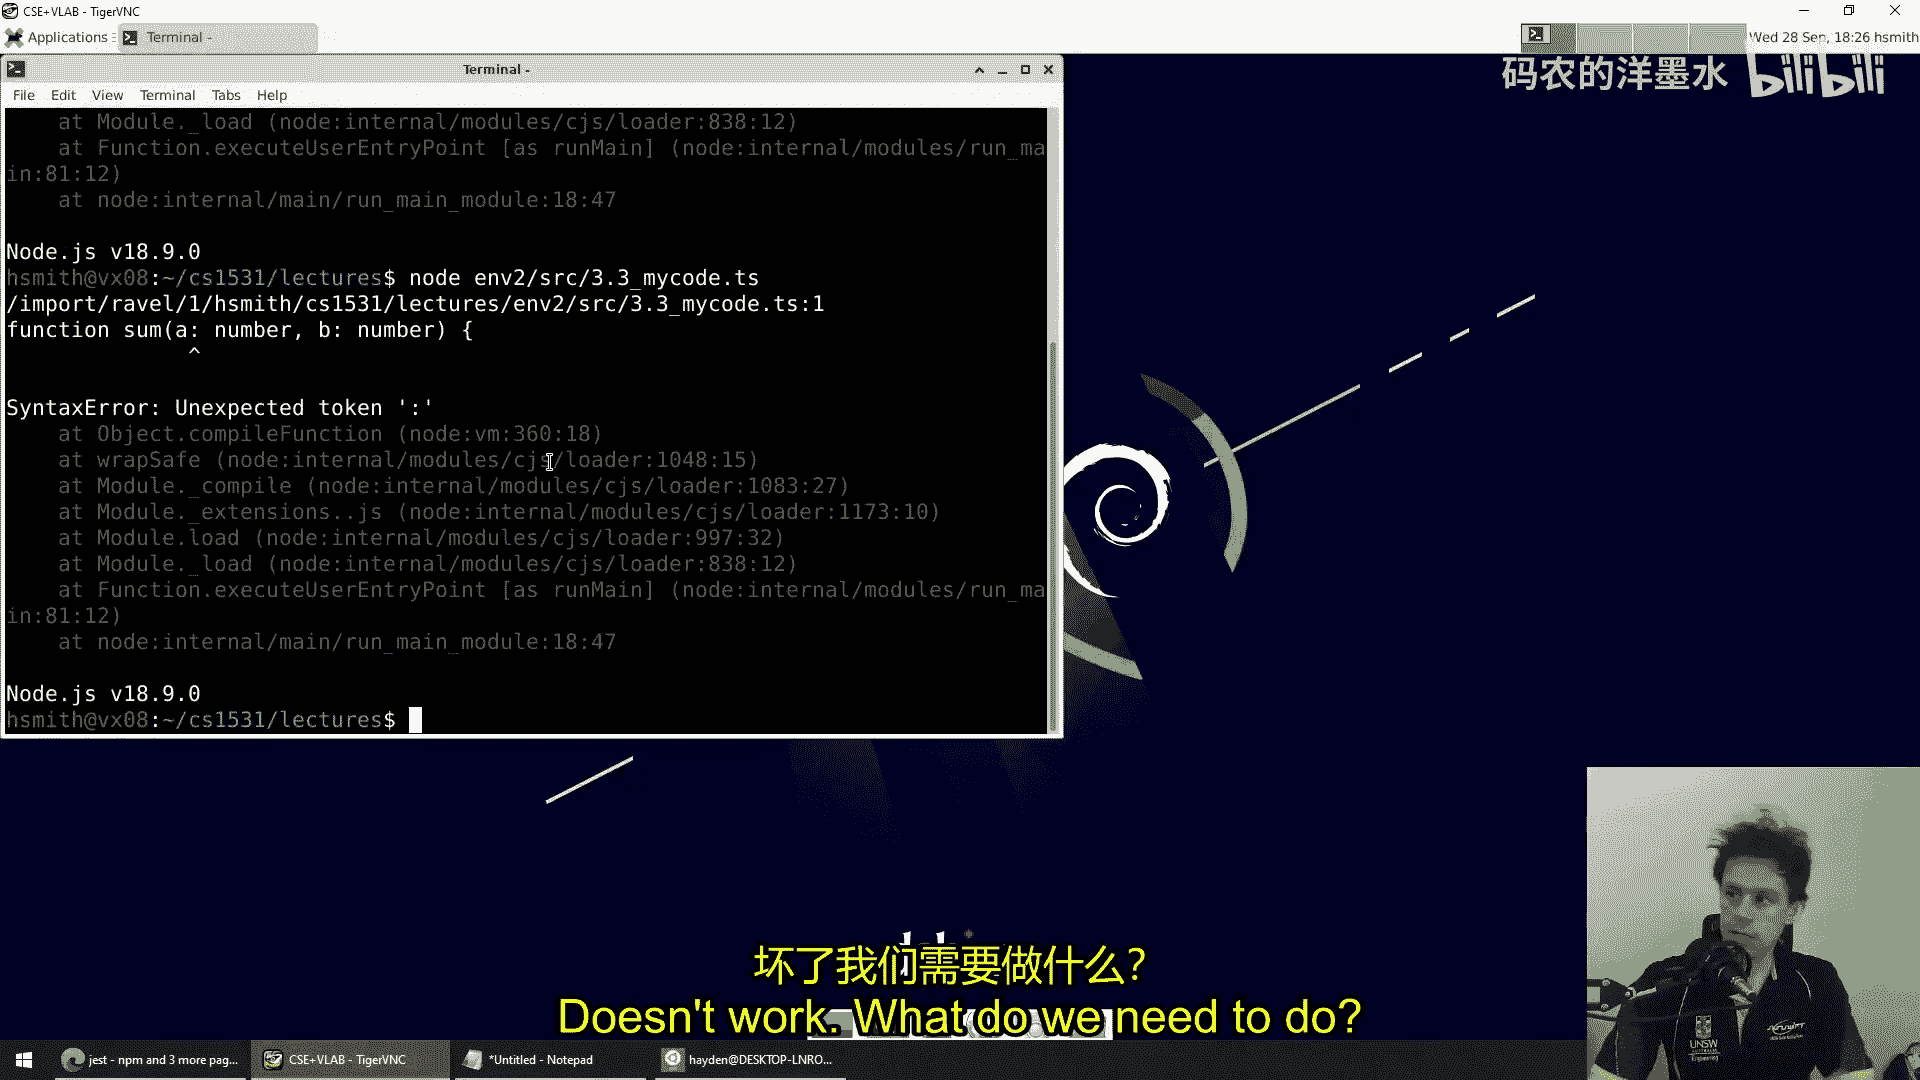 CSE+VLAB - TigerVNC
Applications
Terminal -
Wed 28 Sep, 18:26 hsmith
码农的洋墨水 bilibili
Terminal -
File Edit View Terminal Tabs Help
at Module._load (node:internal/modules/cjs/loader:838:12)
at Function.executeUserEntryPoint [as runMain] (node:internal/modules/run_ma
in:81:12)
at node:internal/main/run_main_module:18:47
Node.js v18.9.0
hsmith@vx08:~/cs1531/lectures$ node env2/src/3.3_mycode.ts
/import/ravel/1/hsmith/cs1531/lectures/env2/src/3.3_mycode.ts:1
function sum(a: number, b: number) {
^
SyntaxError: Unexpected token ':'
at Object.compileFunction (node:vm:360:18)
at wrapSafe (node:internal/modules/cjs/loader:1048:15)
at Module._compile (node:internal/modules/cjs/loader:1083:27)
at Module._extensions..js (node:internal/modules/cjs/loader:1173:10)
at Module.load (node:internal/modules/cjs/loader:997:32)
at Module._load (node:internal/modules/cjs/loader:838:12)
at Function.executeUserEntryPoint [as runMain] (node:internal/modules/run_ma
in:81:12)
at node:internal/main/run_main_module:18:47
Node.js v18.9.0
hsmith@vx08:~/cs1531/lectures$
坏了我们需要做什么？
Doesn't work. What do we need to do?
UNSW
jest - npm and 3 more pag...
CSE+VLAB - TigerVNC
*Untitled - Notepad
hayden@DESKTOP-LNRO...